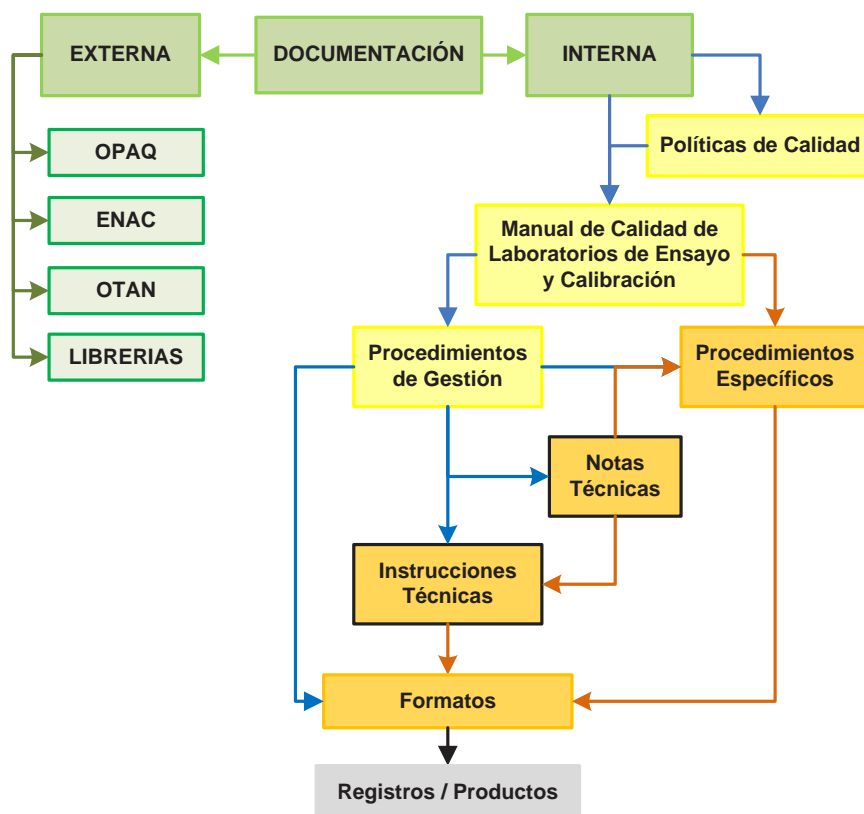 EXTERNA
DOCUMENTACIÓN
INTERNA
OPAQ
ENAC
OTAN
LIBRERIAS
Políticas de Calidad
Manual de Calidad de
Laboratorios de Ensayo
y Calibración
Procedimientos
de Gestión
Procedimientos
Específicos
Notas
Técnicas
Instrucciones
Técnicas
Formatos
Registros / Productos